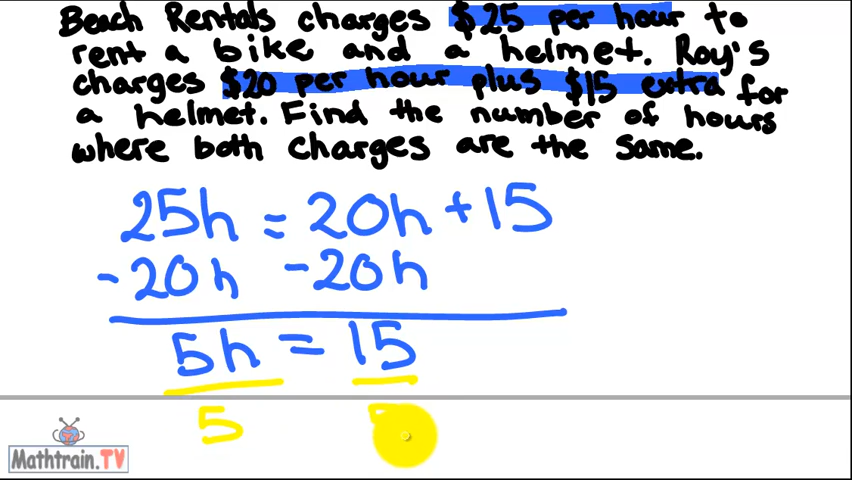 Beach Rentals charges $25 per hour to
rent a bike and a helmet. Roy's
charges $20 per hour plus $15 extra for
a helmet. Find the number of hours
where both charges are the same.
25h = 20h + 15
-20h -20h
5h = 15
5
Mathtrain.TV